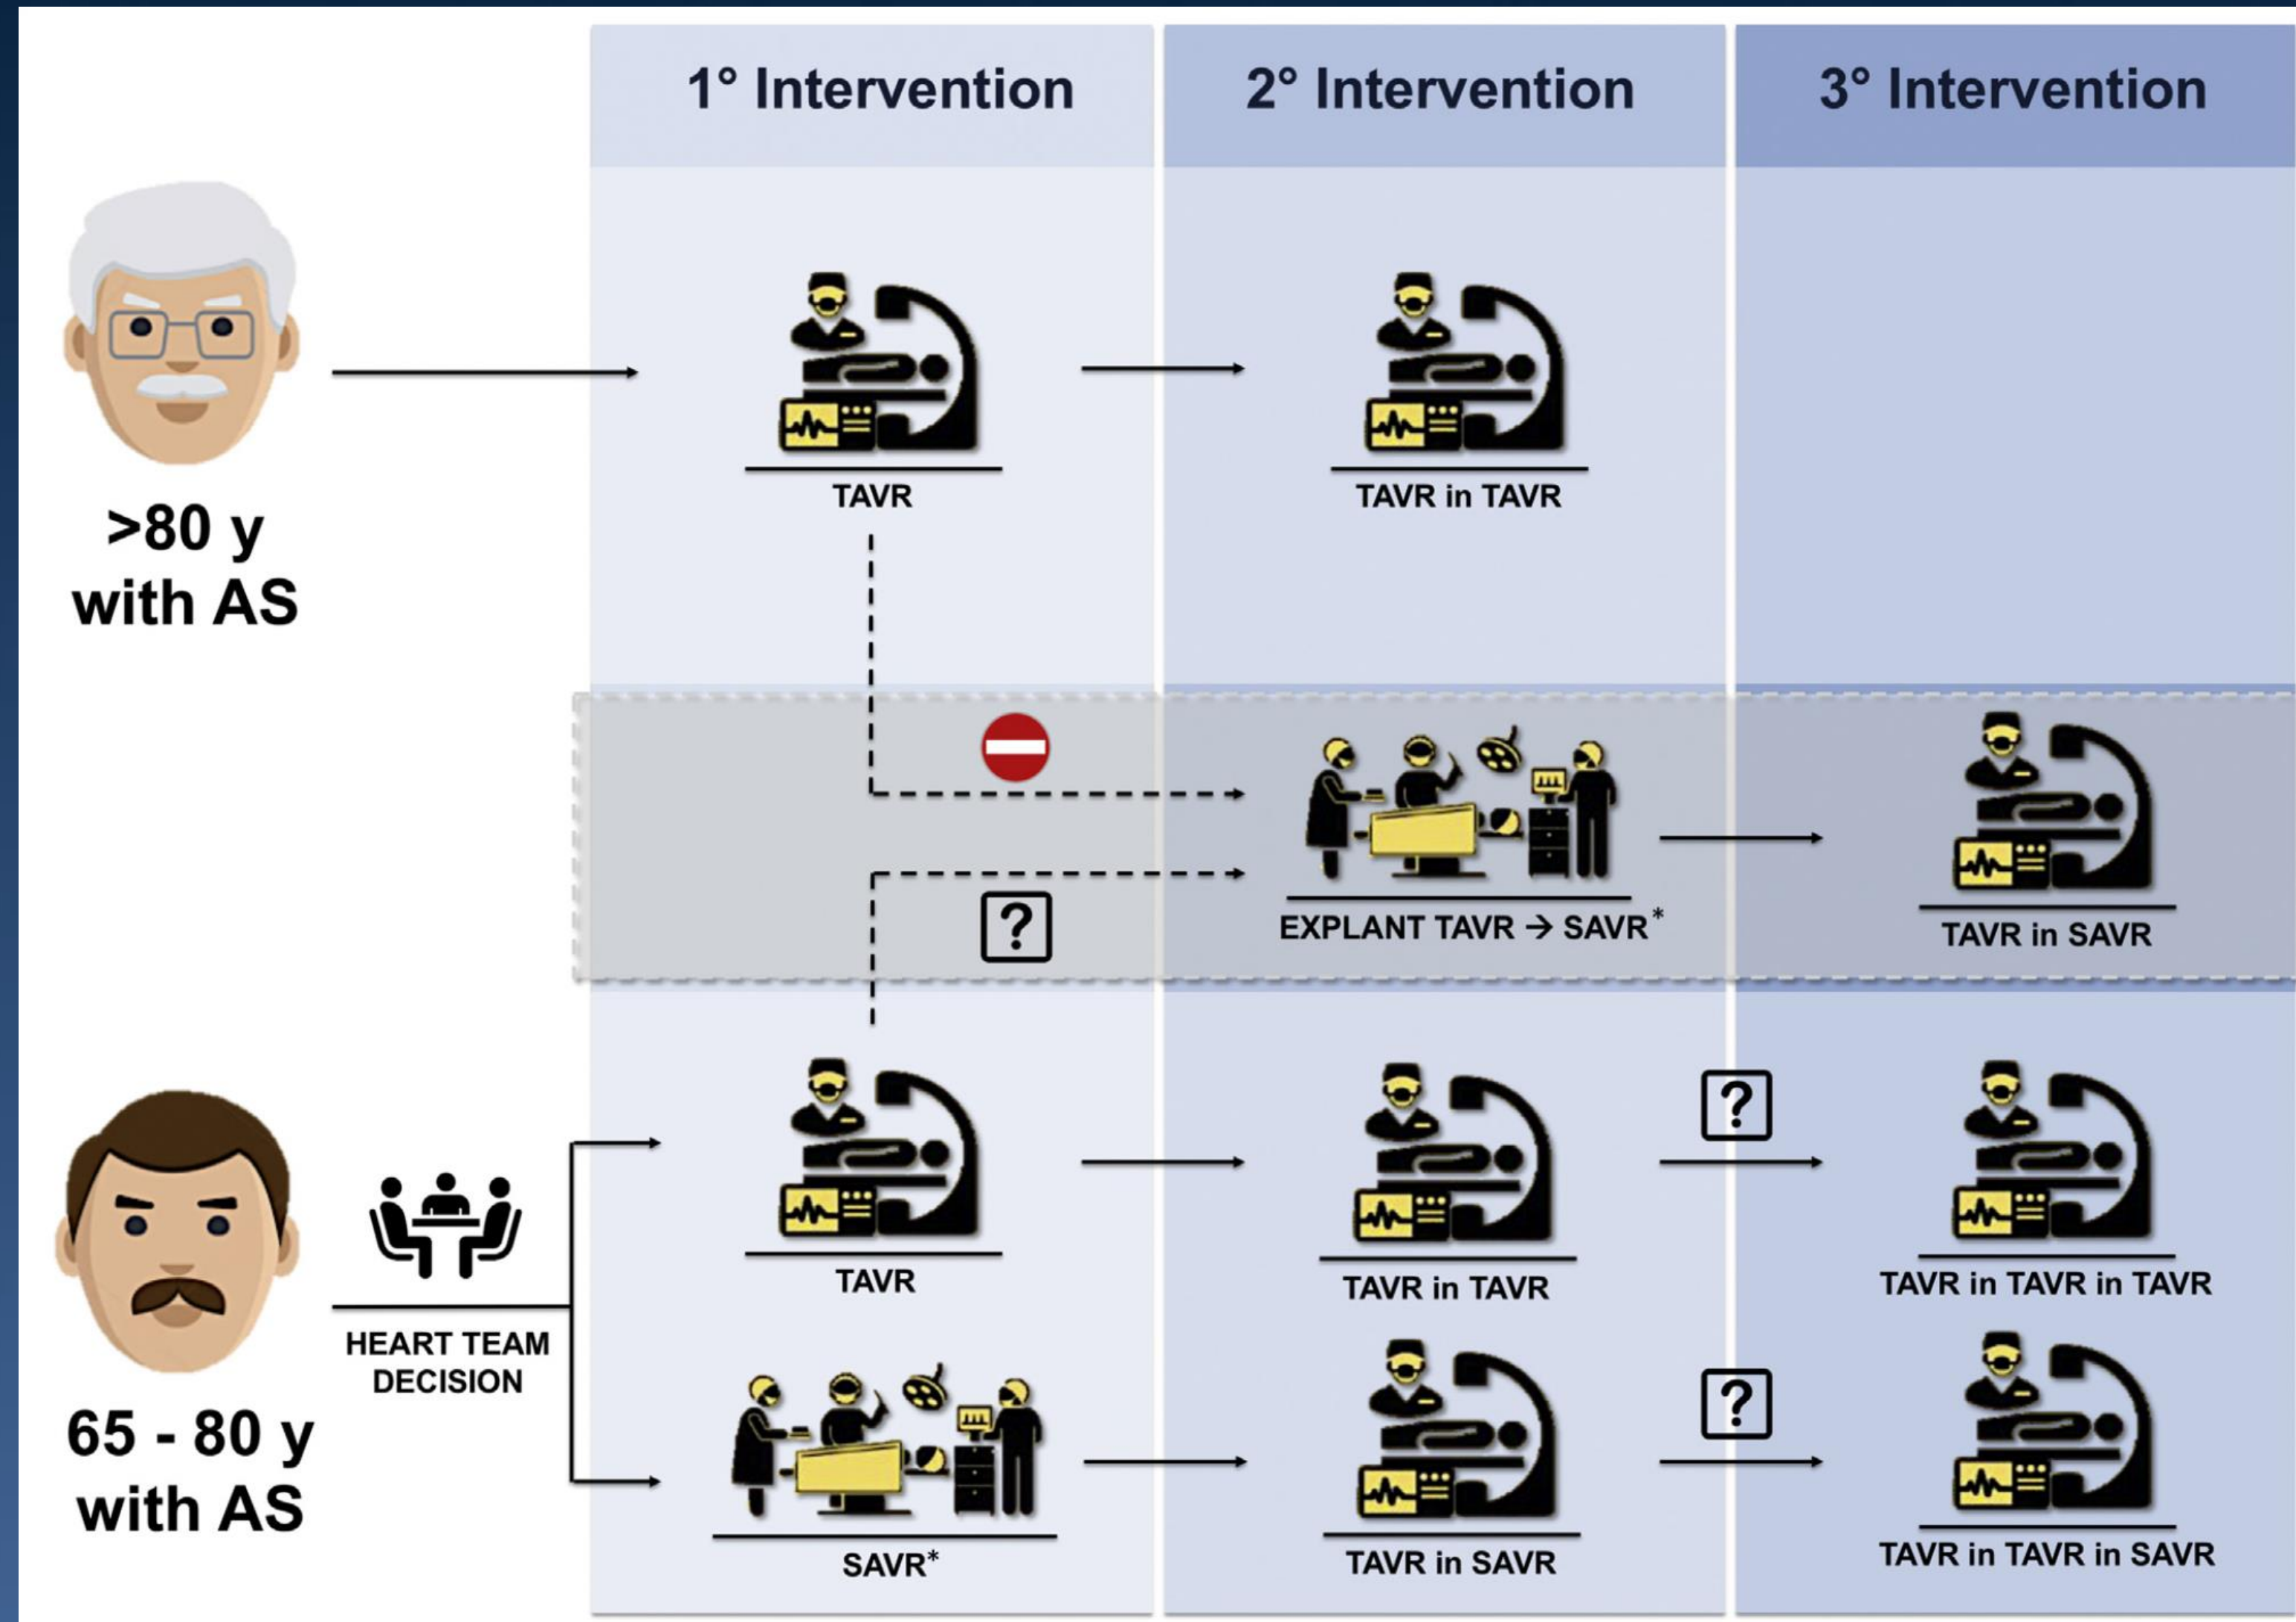 1° Intervention
2° Intervention
3° Intervention
>80 y
with AS
TAVR
TAVR in TAVR
?
EXPLANT TAVR → SAVR*
TAVR in SAVR
65 - 80 y
with AS
HEART TEAM
DECISION
TAVR
TAVR in TAVR
?
TAVR in TAVR in TAVR
SAVR*
TAVR in SAVR
?
TAVR in TAVR in SAVR